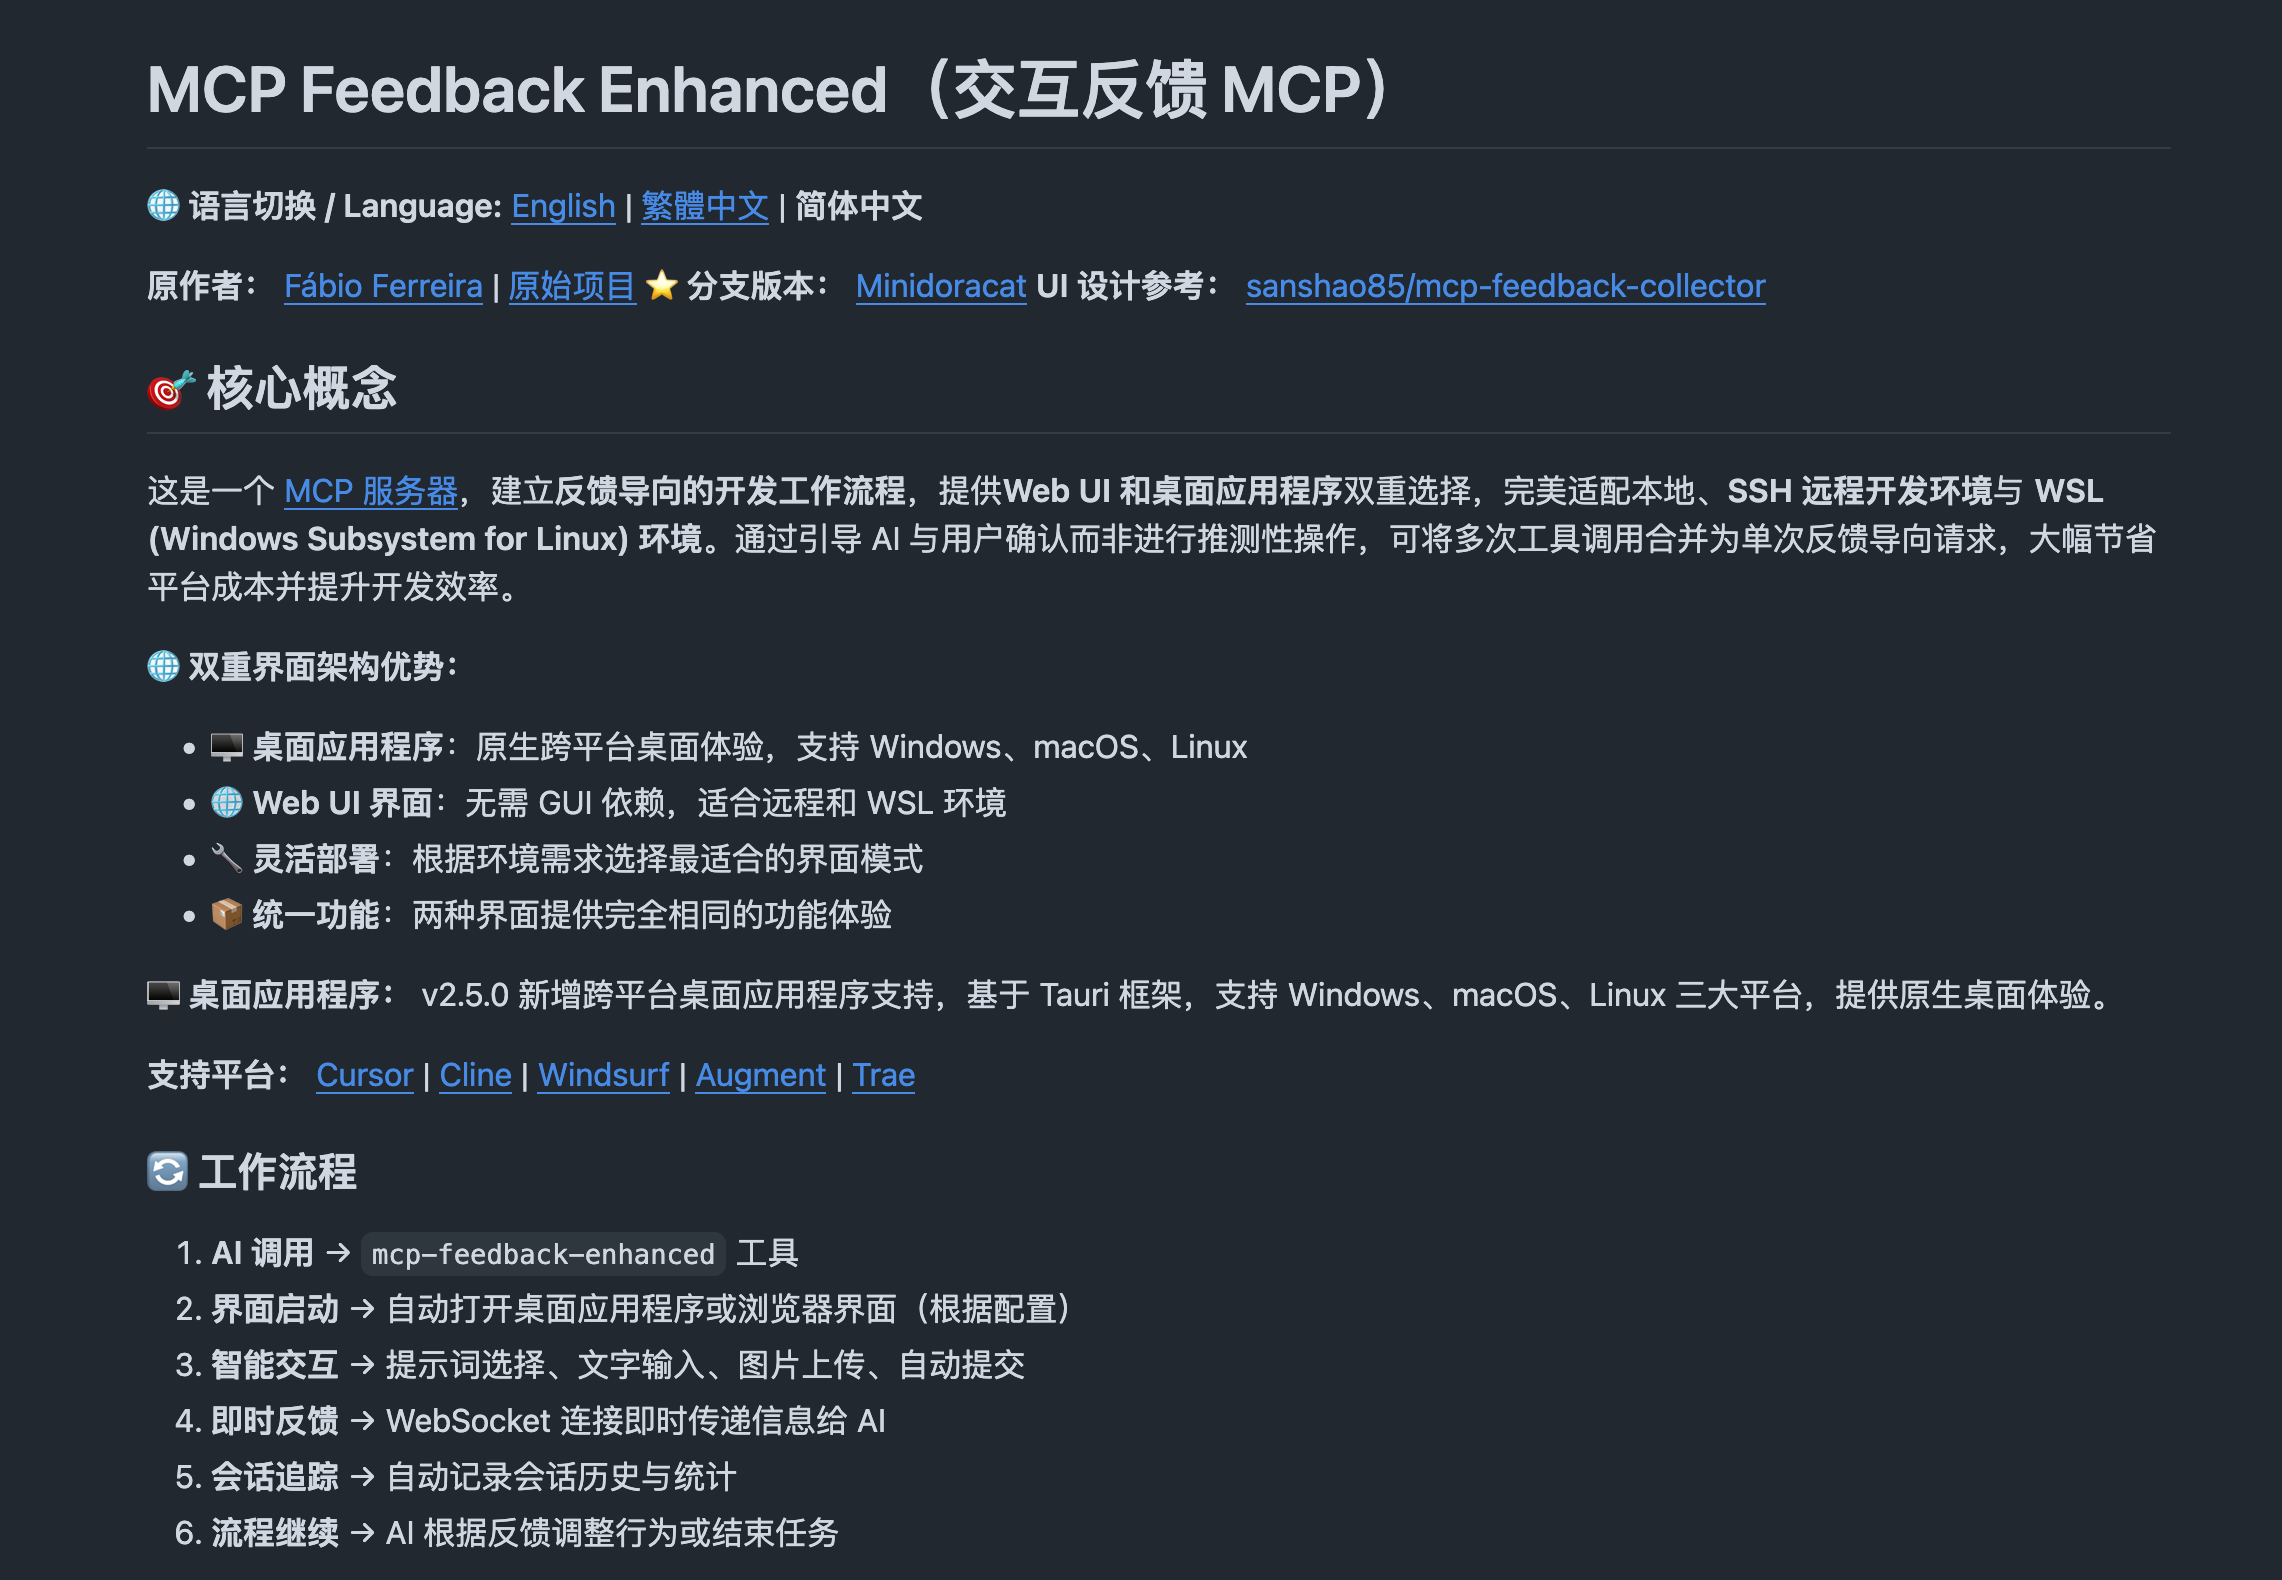 MCP Feedback Enhanced（交互反馈 MCP）
🌐 语言切换 / Language: English | 繁體中文 | 简体中文
原作者： Fábio Ferreira | 原始项目 ⭐ 分支版本： Minidoracat UI 设计参考： sanshao85/mcp-feedback-collector
🎯 核心概念
这是一个 MCP 服务器，建立反馈导向的开发工作流程，提供Web UI 和桌面应用程序双重选择，完美适配本地、SSH 远程开发环境与 WSL
(Windows Subsystem for Linux) 环境。通过引导 AI 与用户确认而非进行推测性操作，可将多次工具调用合并为单次反馈导向请求，大幅节省
平台成本并提升开发效率。
🌐 双重界面架构优势：
• 🖥️ 桌面应用程序：原生跨平台桌面体验，支持 Windows、macOS、Linux
• 🌐 Web UI 界面：无需 GUI 依赖，适合远程和 WSL 环境
• 🔧 灵活部署：根据环境需求选择最适合的界面模式
• 📦 统一功能：两种界面提供完全相同的功能体验
🖥️ 桌面应用程序： v2.5.0 新增跨平台桌面应用程序支持，基于 Tauri 框架，支持 Windows、macOS、Linux 三大平台，提供原生桌面体验。
支持平台： Cursor | Cline | Windsurf | Augment | Trae
🔄 工作流程
1. AI 调用 → mcp-feedback-enhanced 工具
2. 界面启动 → 自动打开桌面应用程序或浏览器界面（根据配置）
3. 智能交互 → 提示词选择、文字输入、图片上传、自动提交
4. 即时反馈 → WebSocket 连接即时传递信息给 AI
5. 会话追踪 → 自动记录会话历史与统计
6. 流程继续 → AI 根据反馈调整行为或结束任务